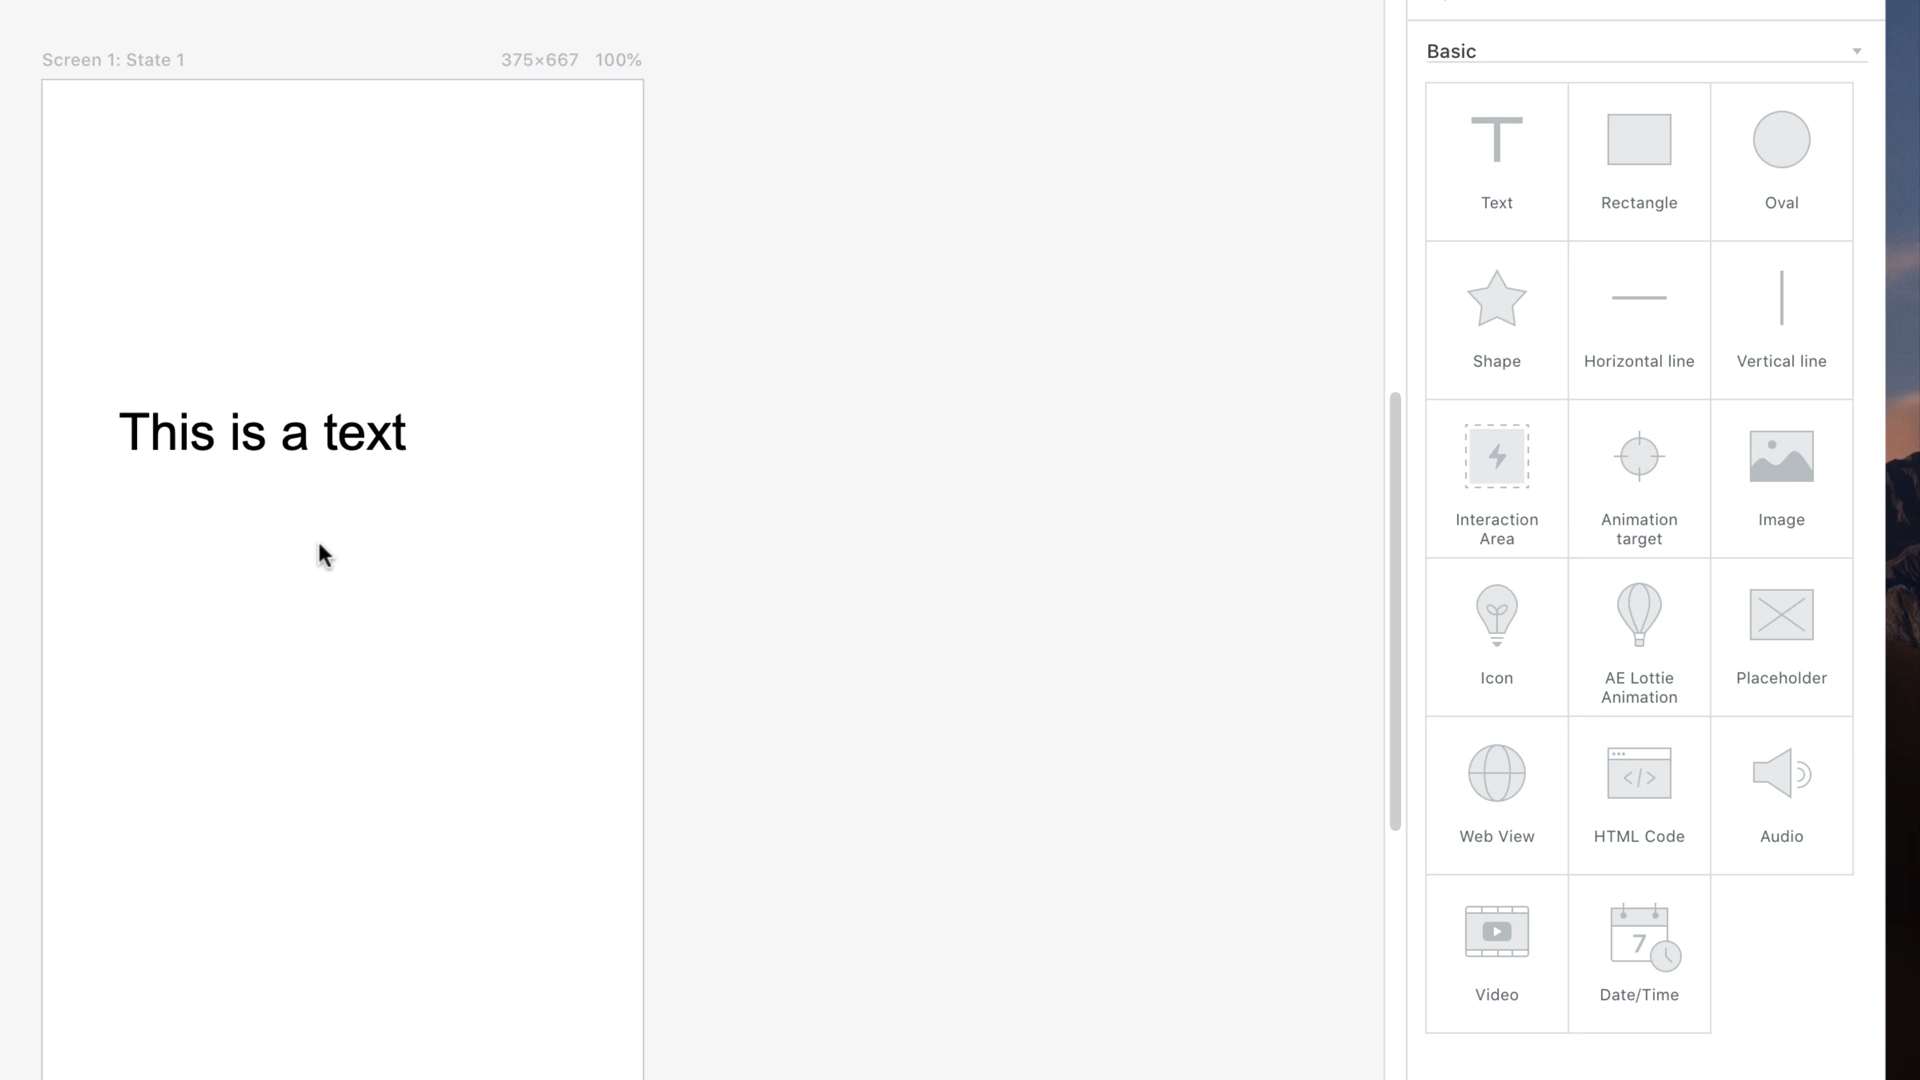 Screen 1: State 1
375×667 100%
This is a text
Basic
Text
Rectangle
Oval
Shape
Horizontal line
Vertical line
Interaction
Area
Animation
target
Image
Icon
AE Lottie
Animation
Placeholder
Web View
</>
HTML Code
Audio
Video
7
Date/Time